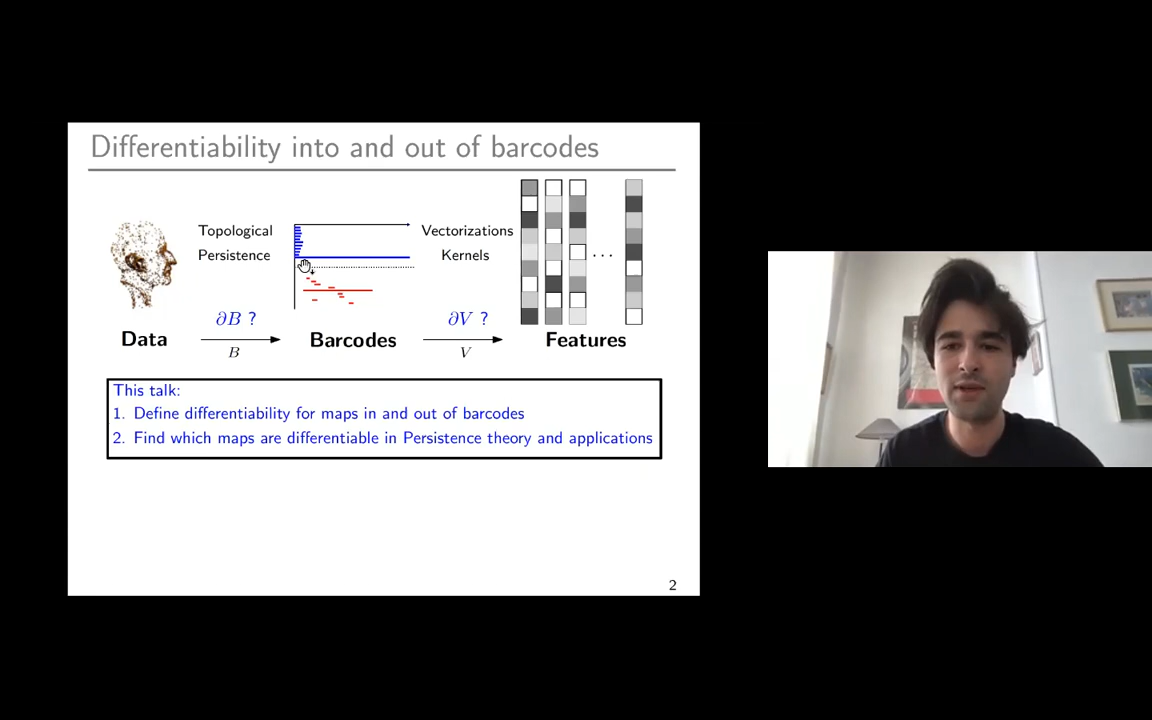 Differentiability into and out of barcodes
Topological
Persistence
Vectorizations
Kernels
...
∂B ?
∂V ?
Data
B
Barcodes
V
Features
This talk:
1. Define differentiability for maps in and out of barcodes
2. Find which maps are differentiable in Persistence theory and applications
2